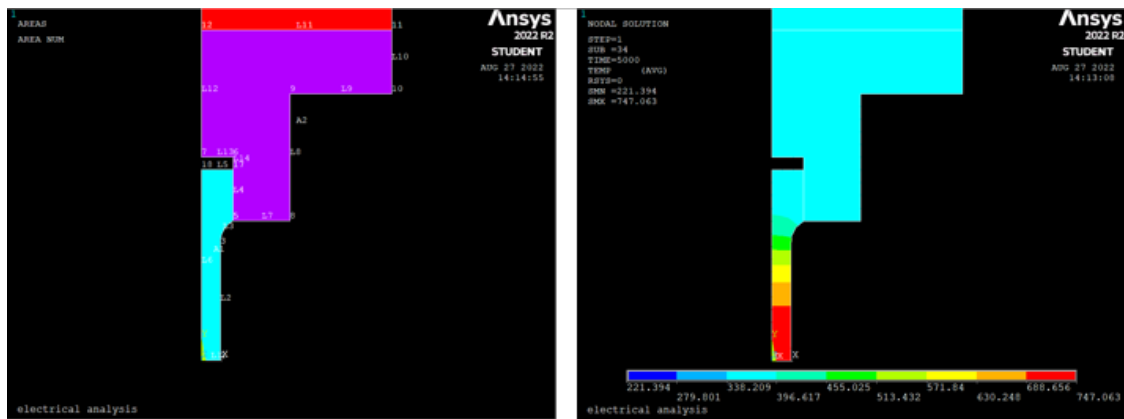 1
AREAS
AREA NUM
Ansys
2022 R2
STUDENT
AUG 27 2022
14:14:55
12 L11 11
L10
L12 9 L9 10
A2
7 L13 6 L8
L14
18 L5 17
L4
5 L7 8
L3
3
A1
L6
L2
Y
X
electrical analysis
1
NODAL SOLUTION
STEP=1
SUB =34
TIME=5000
TEMP (AVG)
RSYS=0
SMN =221.394
SMX =747.063
Ansys
2022 R2
STUDENT
AUG 27 2022
14:13:08
Y
X
221.394 338.209 455.025 571.84 688.656
279.801 396.617 513.432 630.248 747.063
electrical analysis